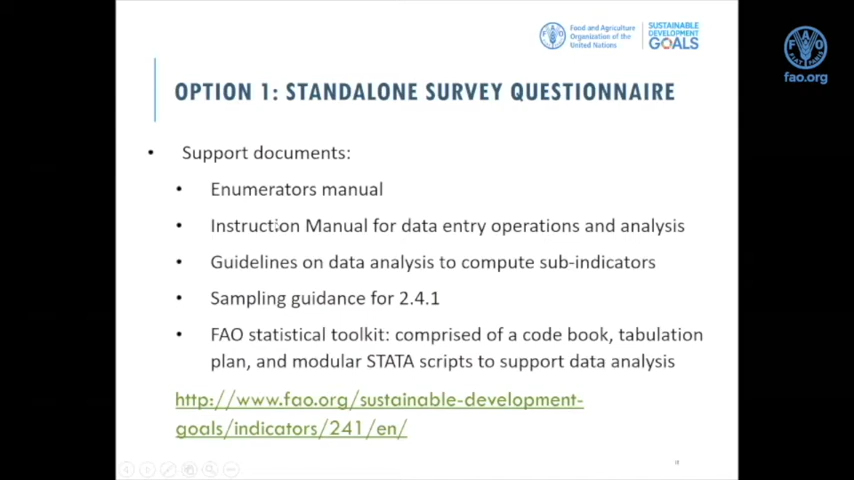 Food and Agriculture
Organization of the
United Nations
SUSTAINABLE
DEVELOPMENT
GOALS
fao.org
OPTION 1: STANDALONE SURVEY QUESTIONNAIRE
• Support documents:
• Enumerators manual
• Instruction Manual for data entry operations and analysis
• Guidelines on data analysis to compute sub-indicators
• Sampling guidance for 2.4.1
• FAO statistical toolkit: comprised of a code book, tabulation
plan, and modular STATA scripts to support data analysis
http://www.fao.org/sustainable-development-
goals/indicators/241/en/